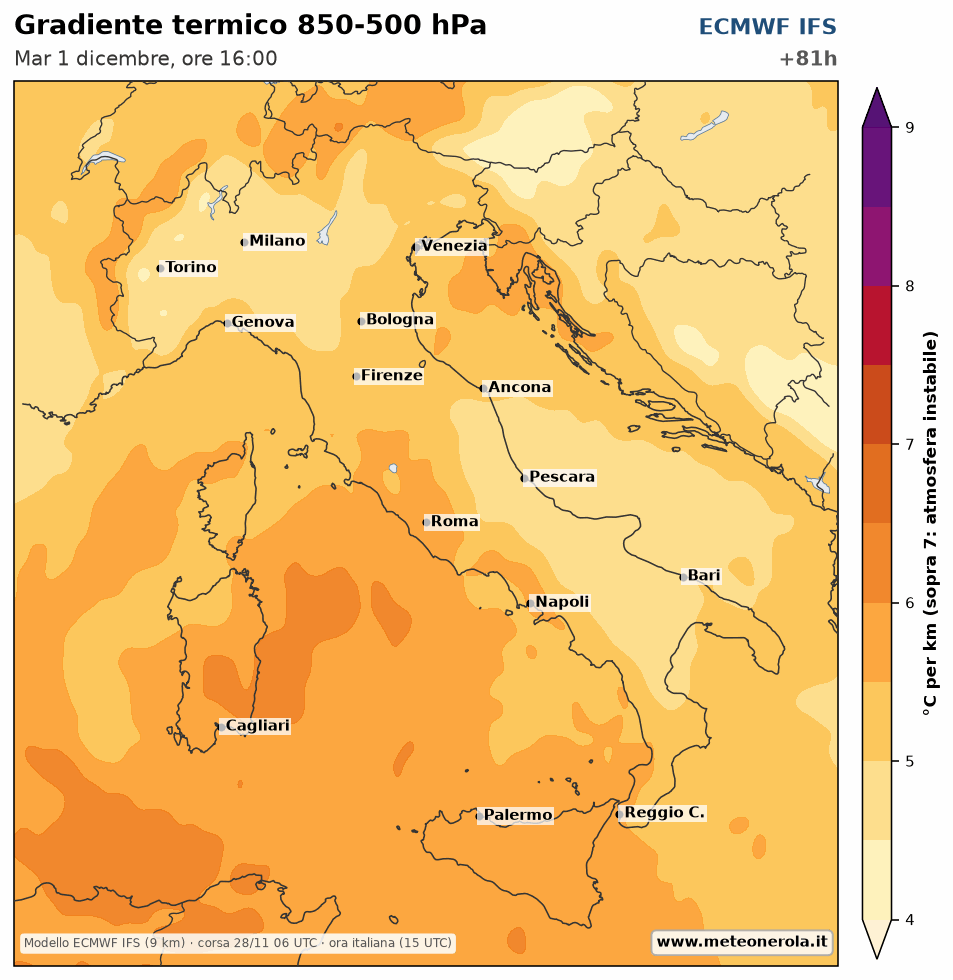 Gradiente termico 850-500 hPa
ECMWF IFS
Mar 1 dicembre, ore 16:00
+81h
Milano
Venezia
Torino
Genova
Bologna
Firenze
Ancona
Pescara
Roma
Bari
Napoli
Cagliari
Palermo
Reggio C.
9
8
7
6
5
4
°C per km (sopra 7: atmosfera instabile)
Modello ECMWF IFS (9 km) · corsa 28/11 06 UTC · ora italiana (15 UTC)
www.meteonerola.it